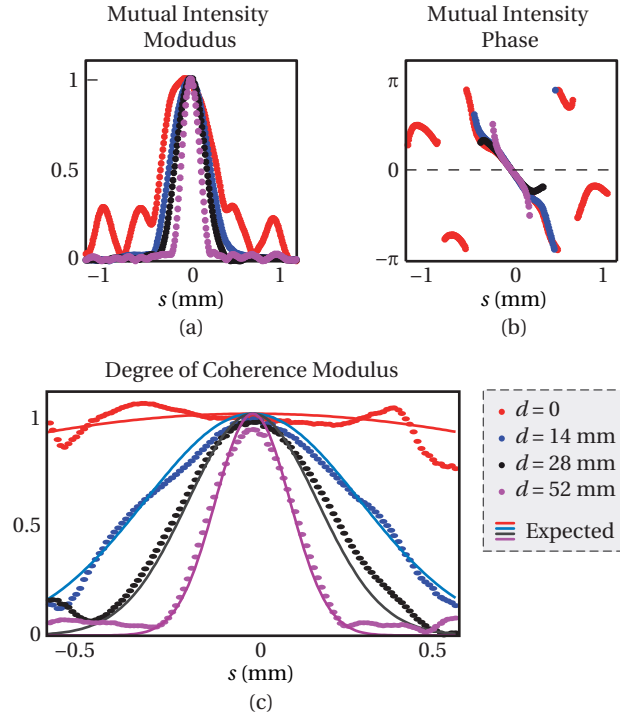 Mutual Intensity
Modudus
1
0.5
0
−1
0
1
s (mm)
(a)
Mutual Intensity
Phase
π
0
−π
−1
0
1
s (mm)
(b)
Degree of Coherence Modulus
1
0.5
0
−0.5
0
0.5
s (mm)
(c)
d = 0
d = 14 mm
d = 28 mm
d = 52 mm
Expected